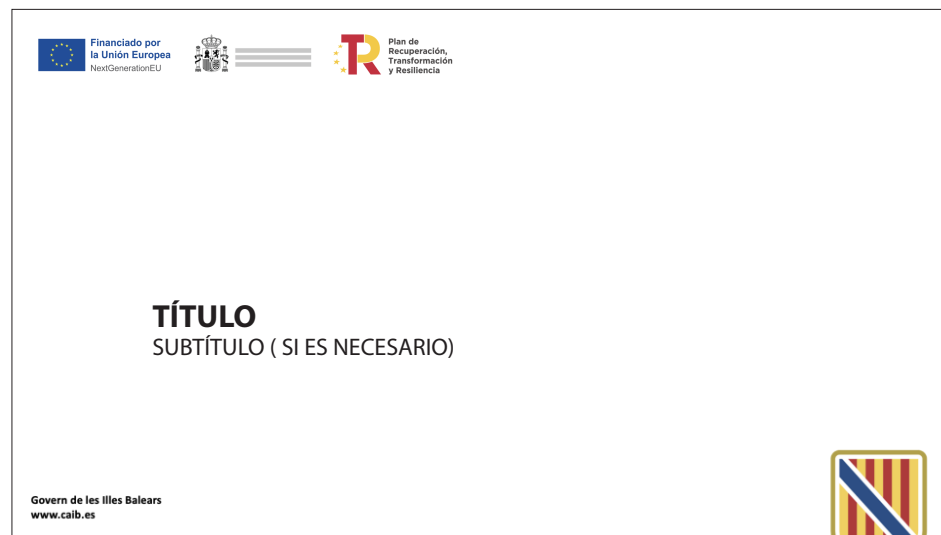 Financiado por
la Unión Europea
NextGenerationEU
Plan de
Recuperación,
Transformación
y Resiliencia
TÍTULO
SUBTÍTULO ( SI ES NECESARIO)
Govern de les Illes Balears
www.caib.es